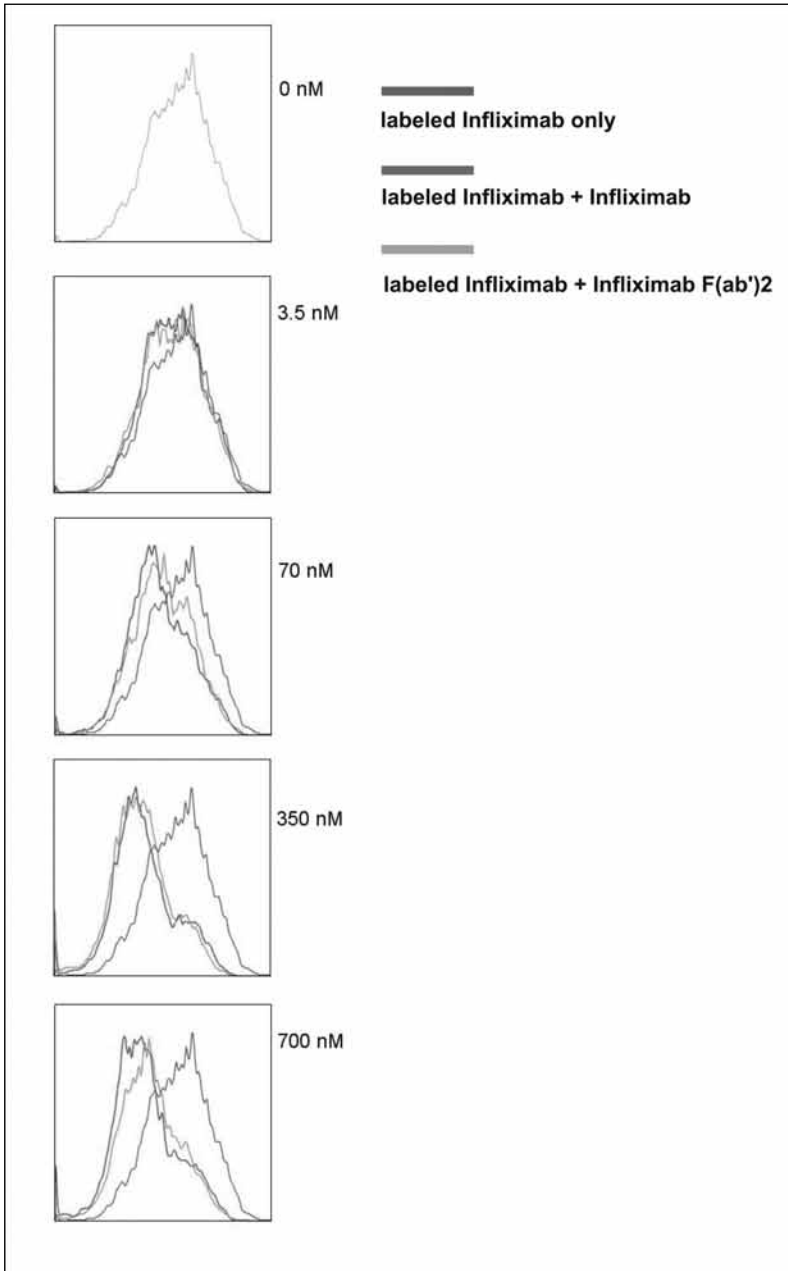 0 nM
labeled Infliximab only
labeled Infliximab + Infliximab
labeled Infliximab + Infliximab F(ab')2
3.5 nM
70 nM
350 nM
700 nM